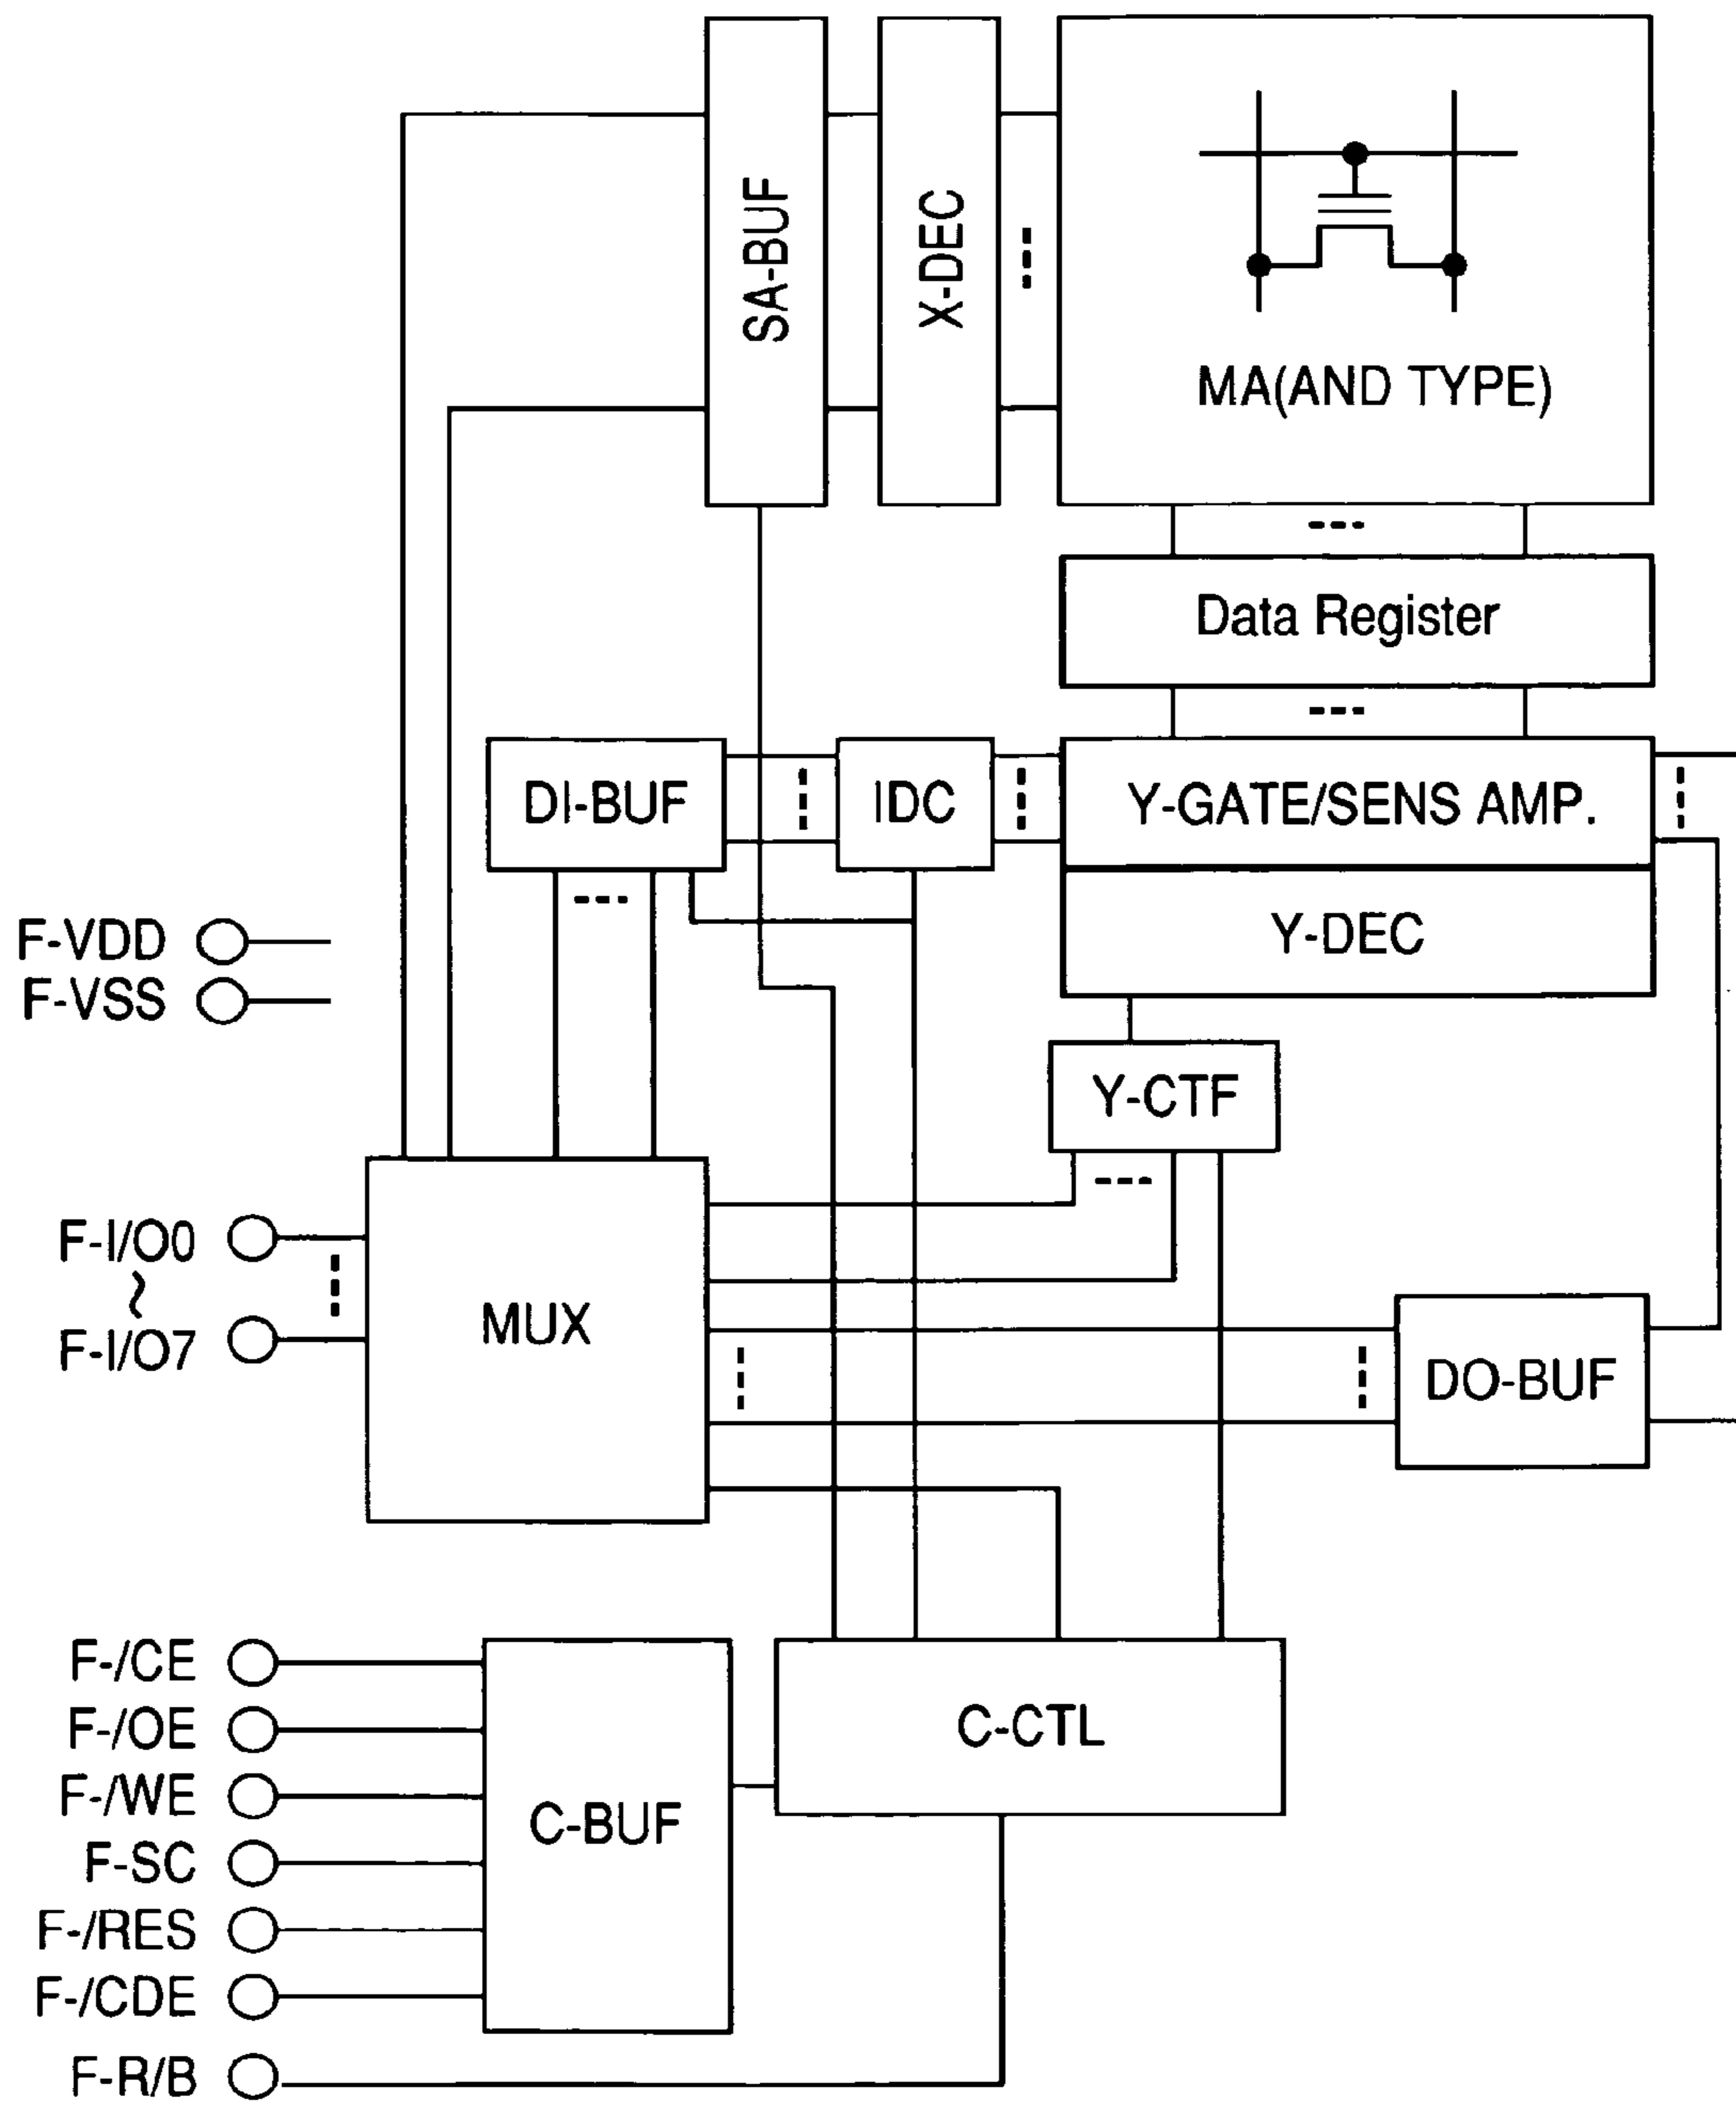 SA-BUF
X-DEC
MA(AND TYPE)
Data Register
DI-BUF
IDC
Y-GATE/SENS AMP.
Y-DEC
F-VDD
F-VSS
Y-CTF
F-I/O0
~
F-I/O7
MUX
DO-BUF
F-/CE
F-/OE
F-/WE
F-SC
F-/RES
F-/CDE
F-R/B
C-BUF
C-CTL